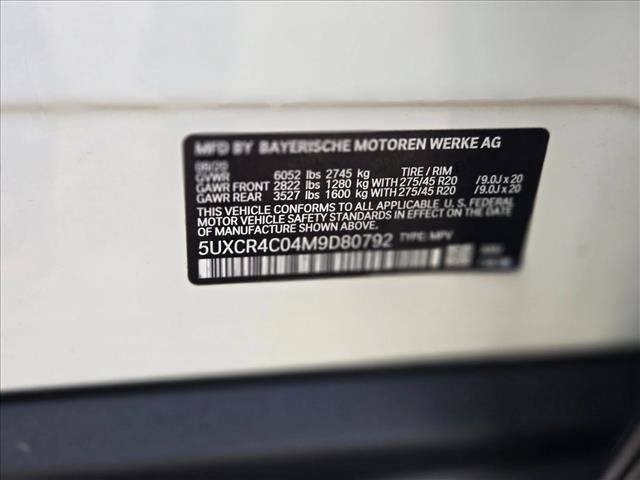 MFD BY BAYERISCHE MOTOREN WERKE AG
GVWR 6052 lbs 2745 kg TIRE / RIM
GAWR FRONT 2822 lbs 1280 kg WITH 275/45 R20 /9.0J x 20
GAWR REAR 3527 lbs 1600 kg WITH 275/45 R20 /9.0J x 20
THIS VEHICLE CONFORMS TO ALL APPLICABLE U.S. FEDERAL
MOTOR VEHICLE SAFETY STANDARDS IN EFFECT ON THE
DATE OF MANUFACTURE SHOWN ABOVE.
5UXCR4C04M9D80792 TYPE: MPV